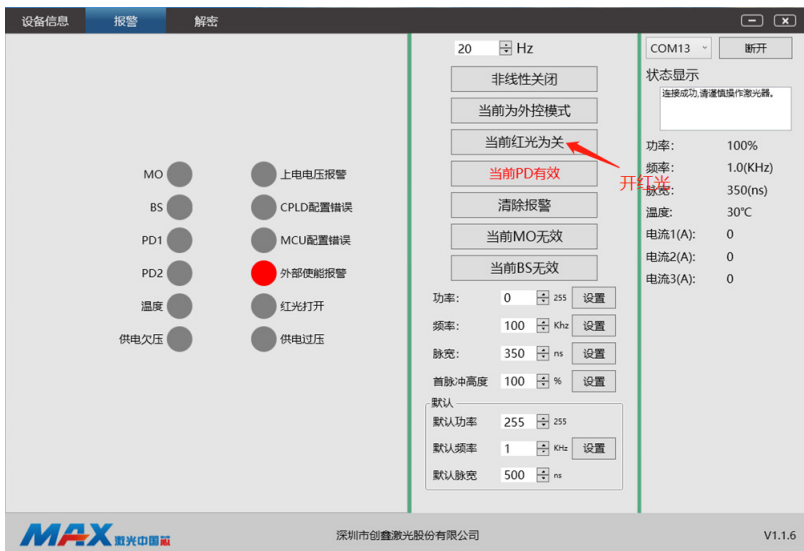 设备信息 报警 解密
20 Hz
非线性关闭
当前为外控模式
当前红光为关
当前PD有效
开红光
清除报警
当前MO无效
当前BS无效
MO 上电电压报警
BS CPLD配置错误
PD1 MCU配置错误
PD2 外部使能报警
温度 红光打开
供电欠压 供电过压
功率: 0 255 设置
频率: 100 Khz 设置
脉宽: 350 ns 设置
首脉冲高度 100 % 设置
默认
默认功率 255 255
默认频率 1 KHz 设置
默认脉宽 500 ns
COM13 断开
状态显示
连接成功,请谨慎操作激光器。
功率: 100%
频率: 1.0(KHz)
脉宽: 350(ns)
温度: 30℃
电流1(A): 0
电流2(A): 0
电流3(A): 0
MAX 激光中国芯
深圳市创鑫激光股份有限公司
V1.1.6